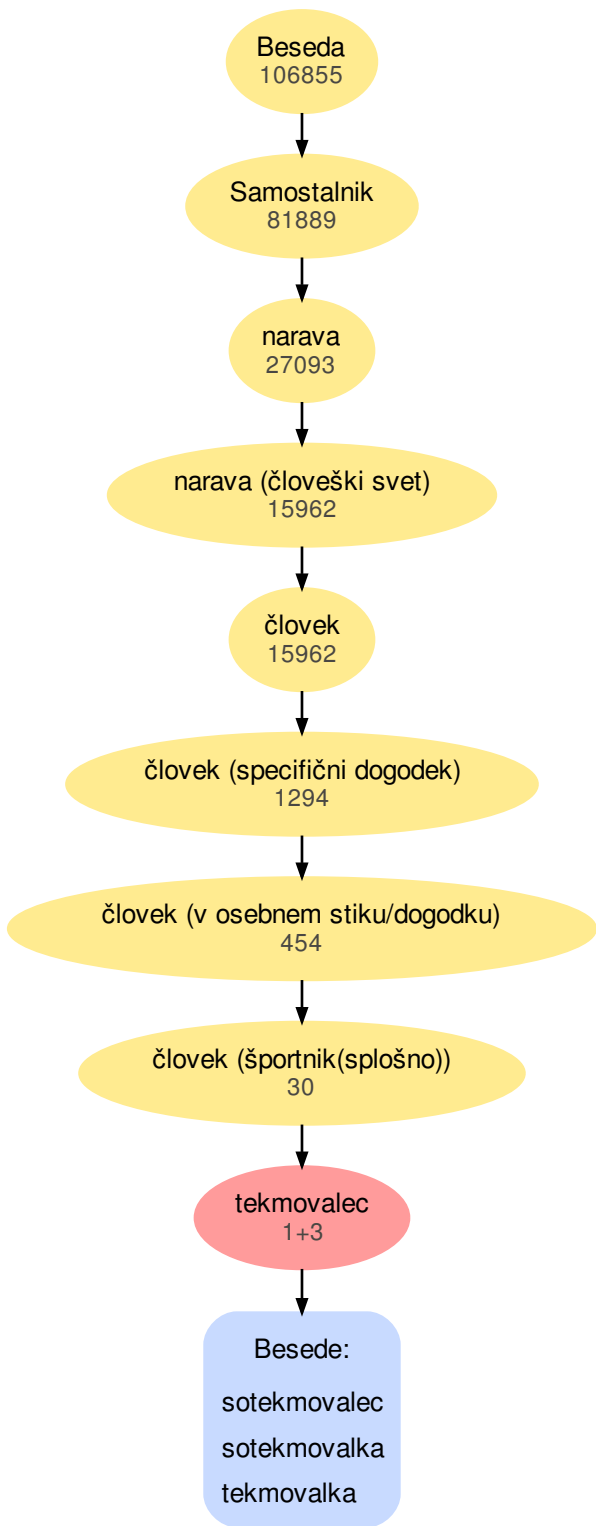 Beseda
106855
Samostalnik
81889
narava
27093
narava (človeški svet)
15962
človek
15962
človek (specifični dogodek)
1294
človek (v osebnem stiku/dogodku)
454
človek (športnik(splošno))
30
tekmovalec
1+3
Besede:
sotekmovalec
sotekmovalka
tekmovalka